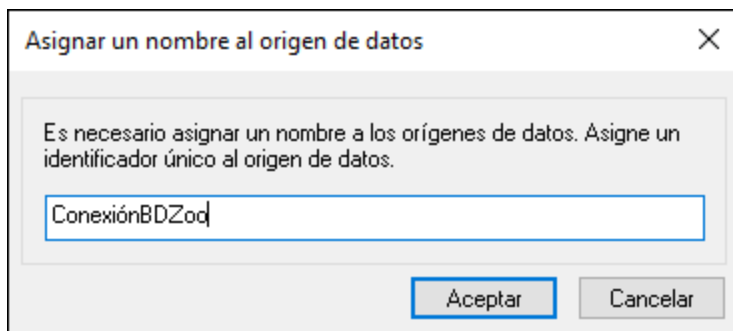 Asignar un nombre al origen de datos
Es necesario asignar un nombre a los orígenes de datos. Asigne un
identificador único al origen de datos.
ConexiónBDZoo
Aceptar
Cancelar